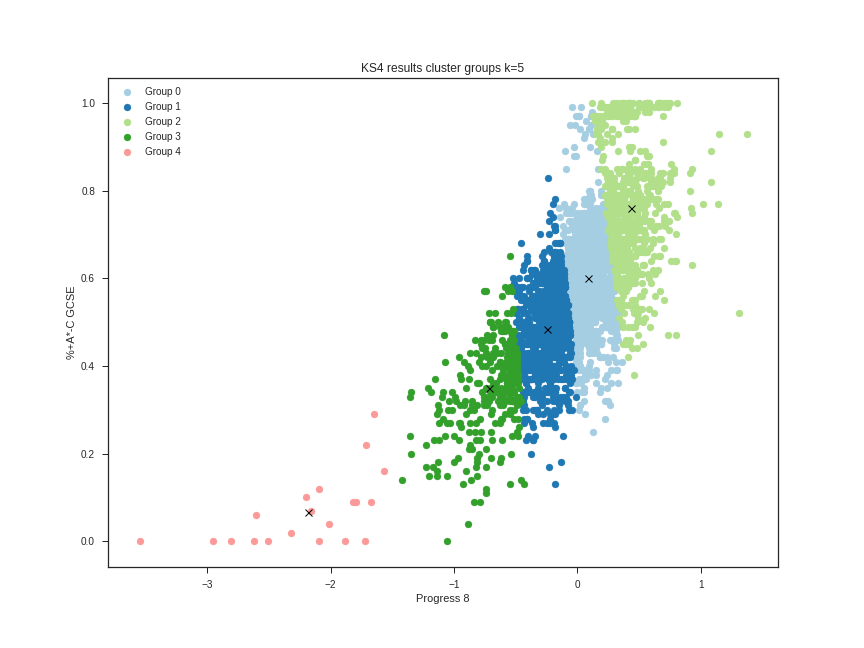 KS4 results cluster groups k=5
Group 0
Group 1
Group 2
Group 3
Group 4
1.0
0.8
0.6
0.4
0.2
0.0
%+A*-C GCSE
−3
−2
−1
0
1
Progress 8